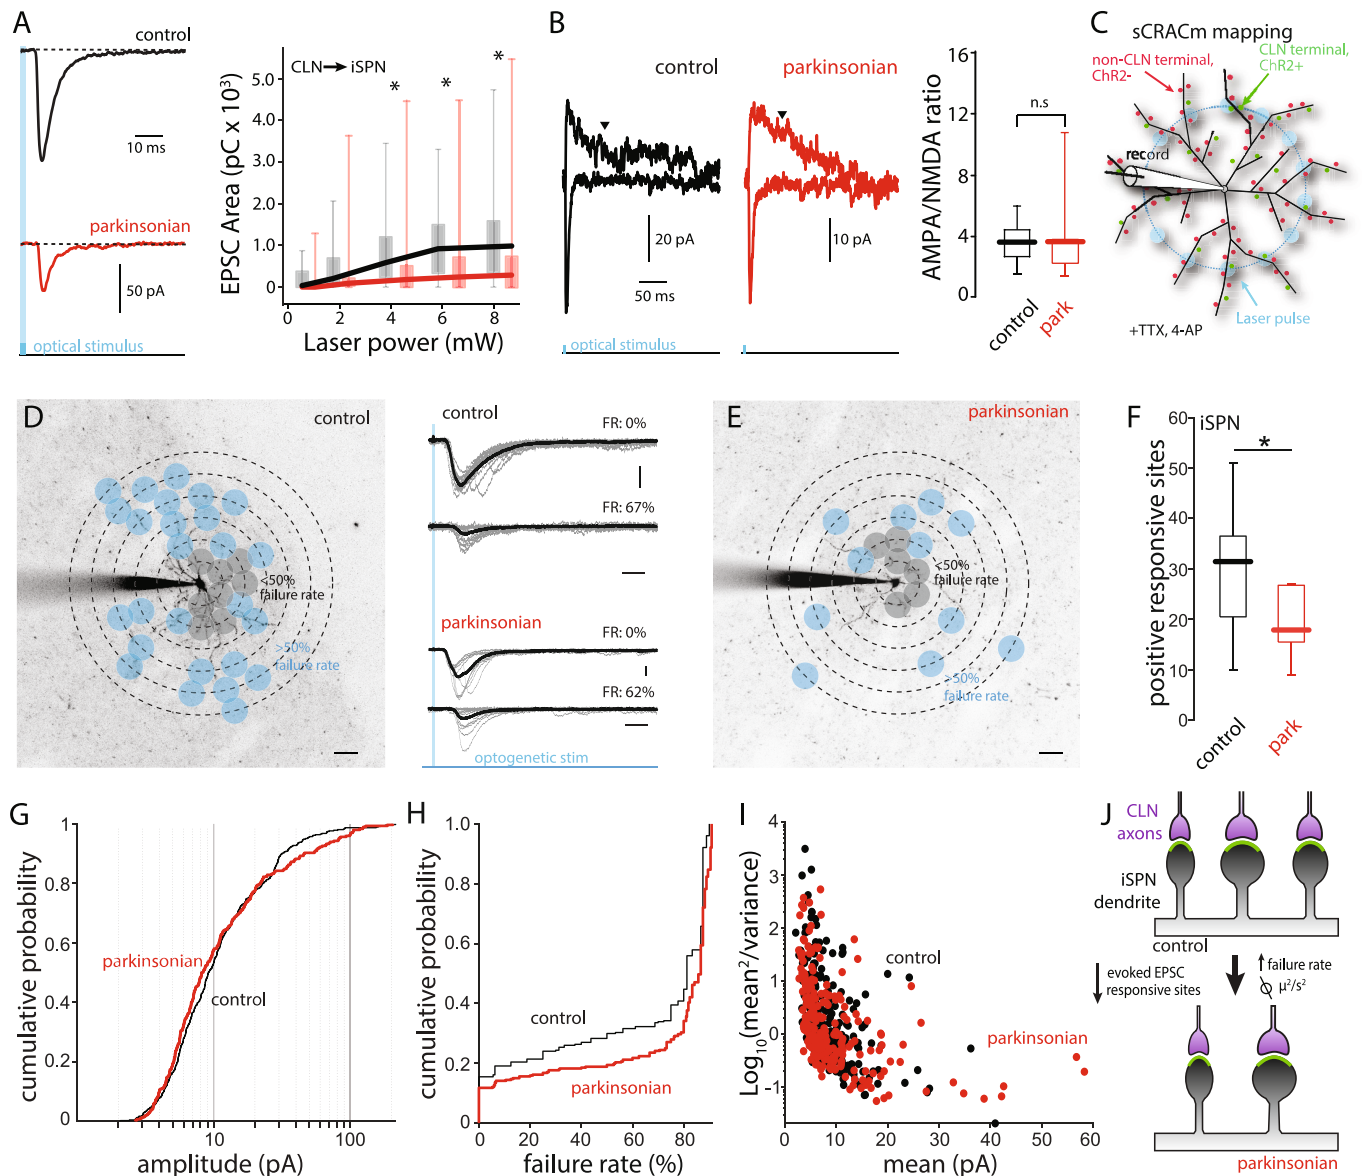 A
control
10 ms
parkinsonian
50 pA
optical stimulus
EPSC Area (pC x 10³)
CLN → iSPN
*
*
*
5.0
4.0
3.0
2.0
1.0
0
0 2 4 6 8
Laser power (mW)
B
control
parkinsonian
20 pA
50 ms
10 pA
optical stimulus
AMPA/NMDA ratio
16
12
8
4
0
n.s
control
park
C
sCRACm mapping
non-CLN terminal,
ChR2-
CLN terminal,
ChR2+
record
Laser pulse
+TTX, 4-AP
D
control
<50%
failure rate
>50%
failure rate
control
FR: 0%
FR: 67%
parkinsonian
FR: 0%
FR: 62%
optogenetic stim
E
parkinsonian
<50%
failure rate
>50%
failure rate
F
iSPN
*
positive responsive sites
60
50
40
30
20
10
0
control
park
G
cumulative probability
1
0.8
0.6
0.4
0.2
0
parkinsonian
control
10 100
amplitude (pA)
H
cumulative probability
1.0
0.8
0.6
0.4
0.2
0.0
control
parkinsonian
0 20 40 60 80
failure rate (%)
I
Log₁₀(mean²/variance)
4
3
2
1
0
-1
control
parkinsonian
0 10 20 30 40 50 60
mean (pA)
J
CLN
axons
iSPN
dendrite
control
evoked EPSC
responsive sites
failure rate
μ²/s²
parkinsonian